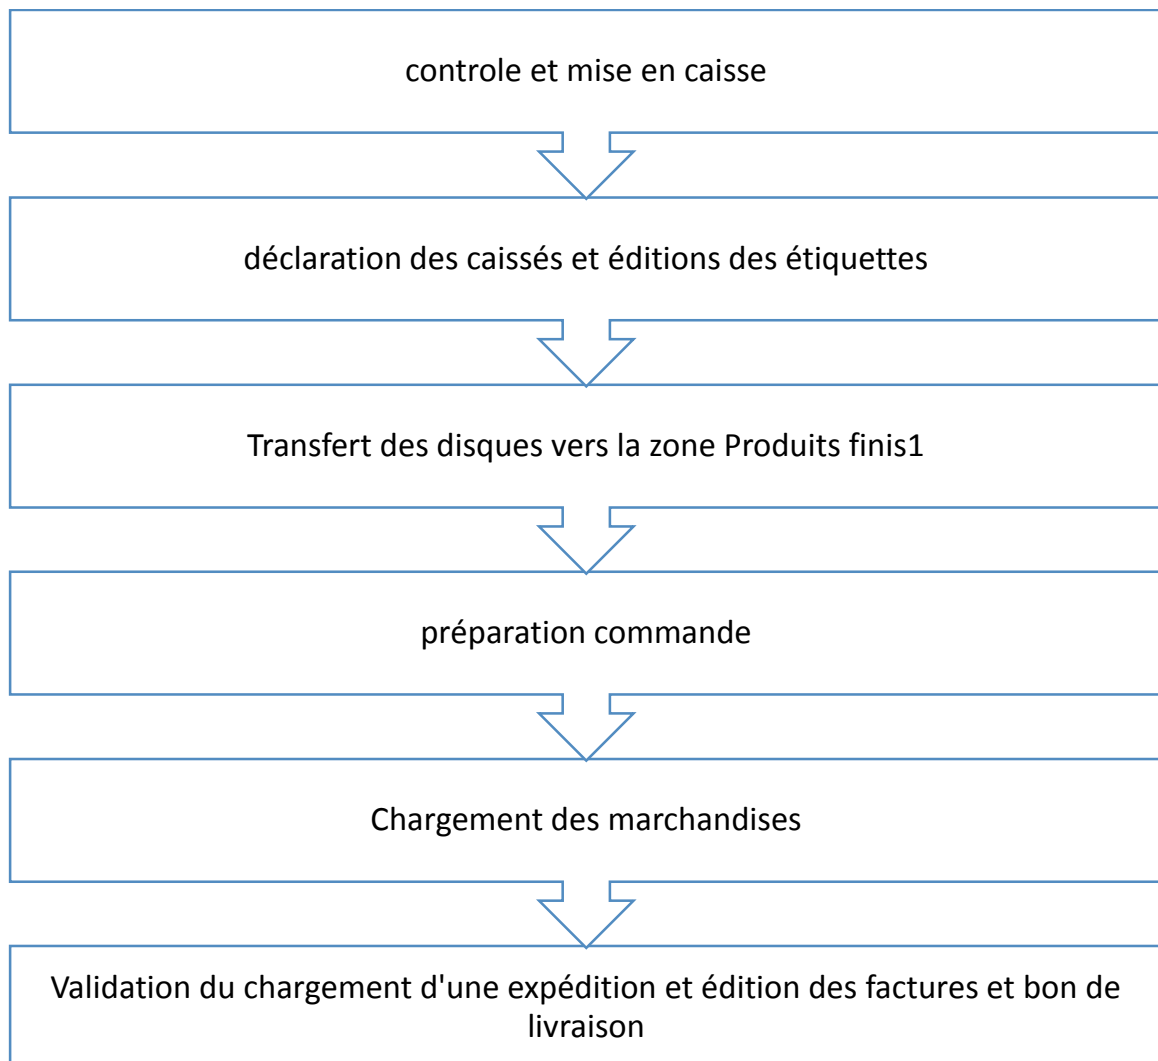 controle et mise en caisse
déclaration des caissés et éditions des étiquettes
Transfert des disques vers la zone Produits finis1
préparation commande
Chargement des marchandises
Validation du chargement d'une expédition et édition des factures et bon de
livraison